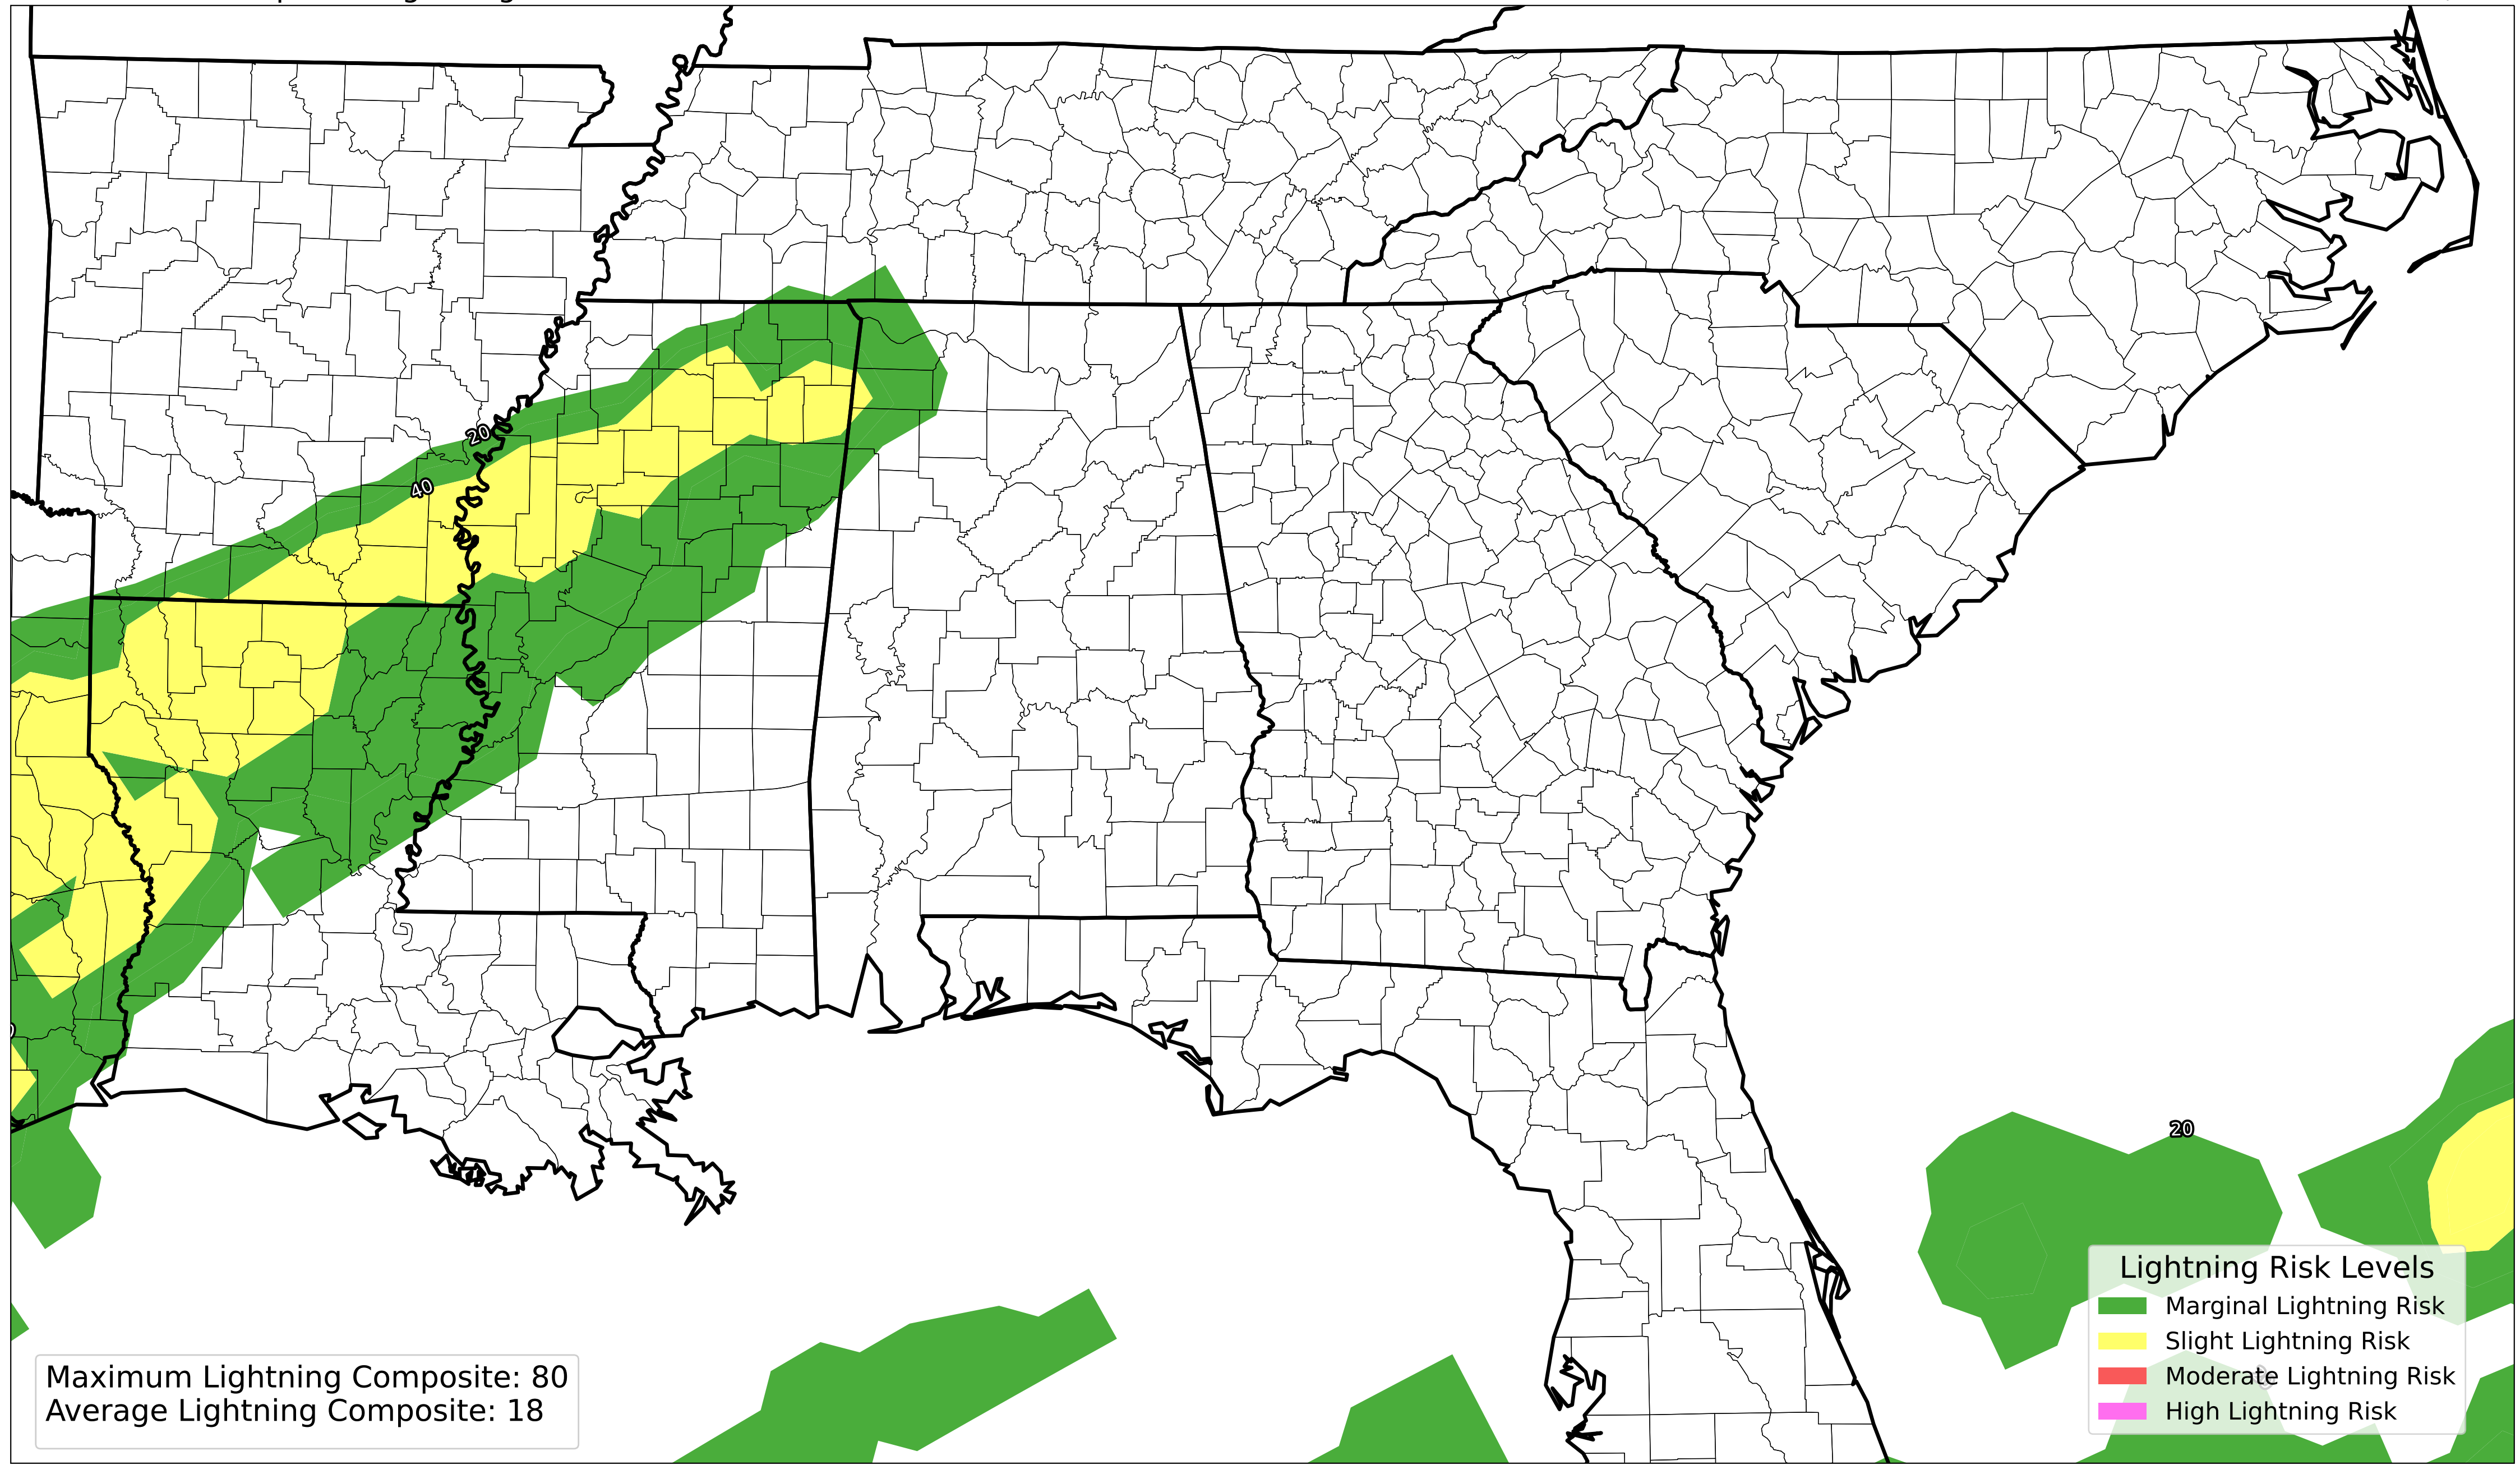 20
40
20
Lightning Risk Levels
Marginal Lightning Risk
Slight Lightning Risk
Moderate Lightning Risk
High Lightning Risk
Maximum Lightning Composite: 80
Average Lightning Composite: 18